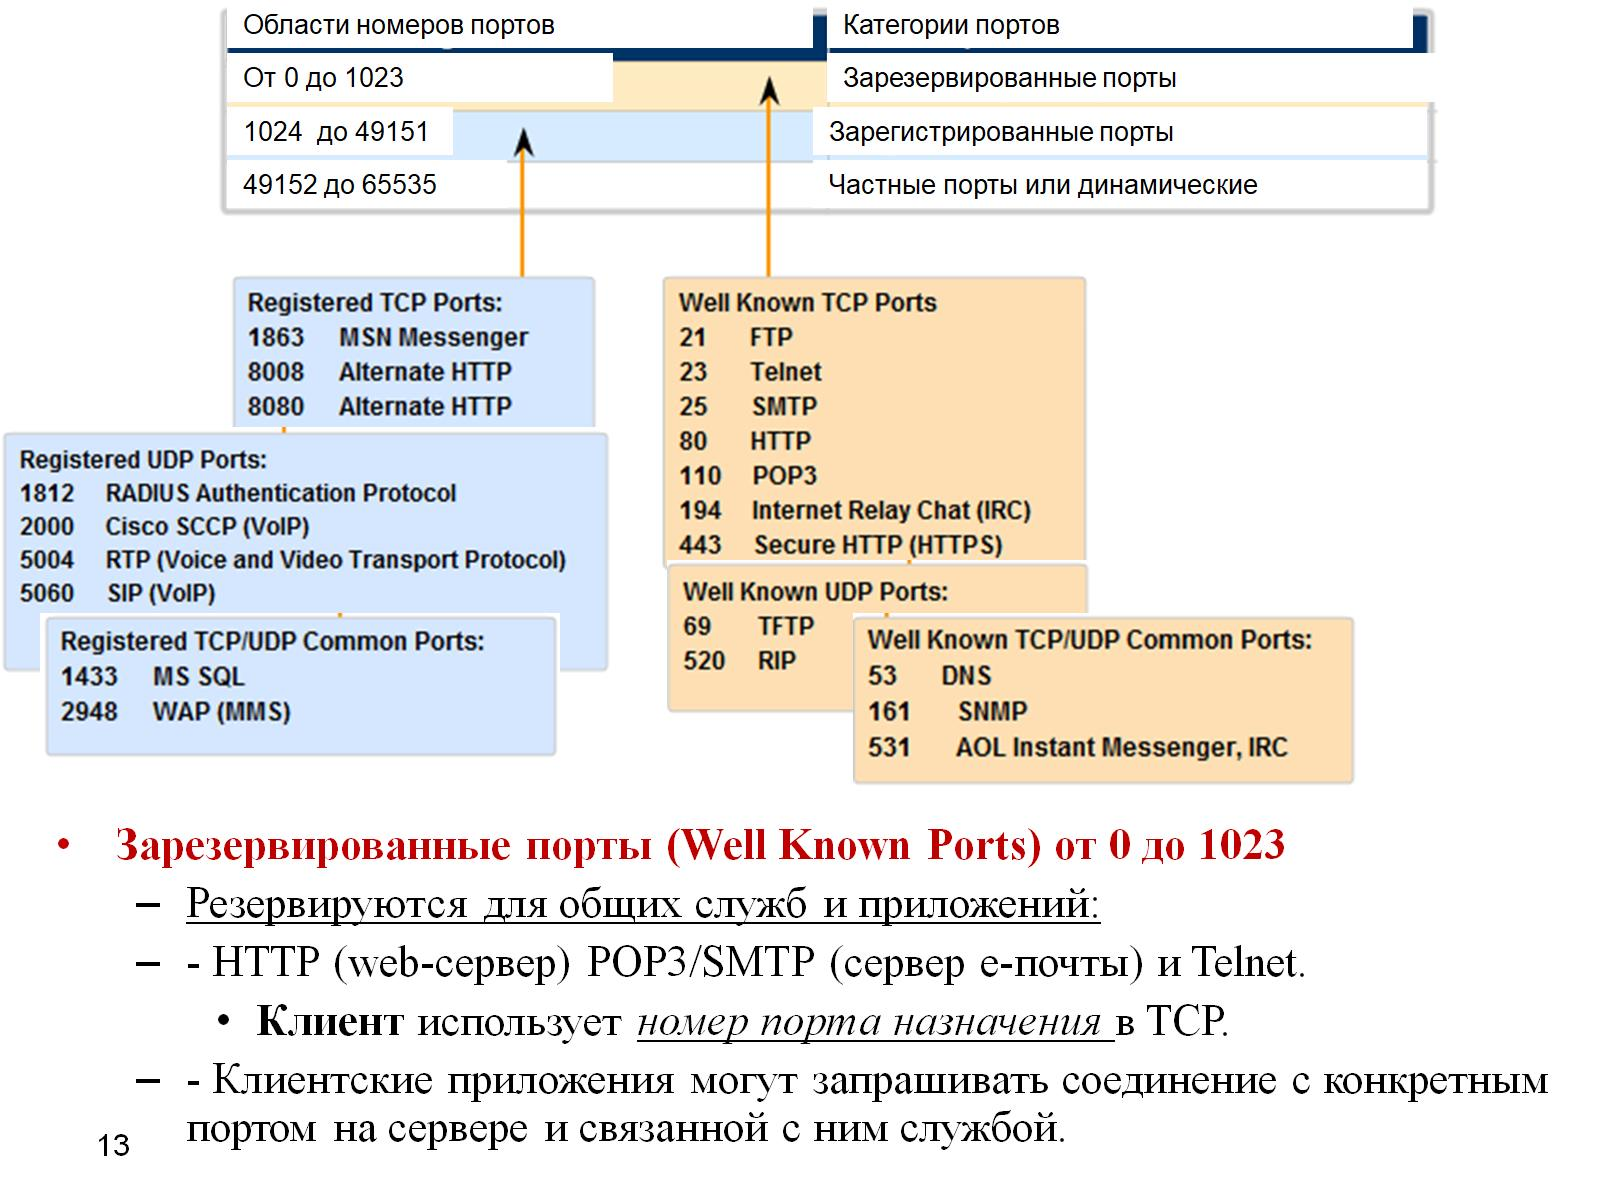 Области номеров портов Категории портов
От 0 до 1023 Зарезервированные порты
1024 до 49151 Зарегистрированные порты
49152 до 65535 Частные порты или динамические
Registered TCP Ports:
1863 MSN Messenger
8008 Alternate HTTP
8080 Alternate HTTP
Registered UDP Ports:
1812 RADIUS Authentication Protocol
2000 Cisco SCCP (VoIP)
5004 RTP (Voice and Video Transport Protocol)
5060 SIP (VoIP)
Registered TCP/UDP Common Ports:
1433 MS SQL
2948 WAP (MMS)
Well Known TCP Ports
21 FTP
23 Telnet
25 SMTP
80 HTTP
110 POP3
194 Internet Relay Chat (IRC)
443 Secure HTTP (HTTPS)
Well Known UDP Ports:
69 TFTP
520 RIP
Well Known TCP/UDP Common Ports:
53 DNS
161 SNMP
531 AOL Instant Messenger, IRC
• Зарезервированные порты (Well Known Ports) от 0 до 1023
– Резервируются для общих служб и приложений:
– - HTTP (web-сервер) POP3/SMTP (сервер е-почты) и Telnet.
• Клиент использует номер порта назначения в TCP.
– - Клиентские приложения могут запрашивать соединение с конкретным
портом на сервере и связанной с ним службой.
13